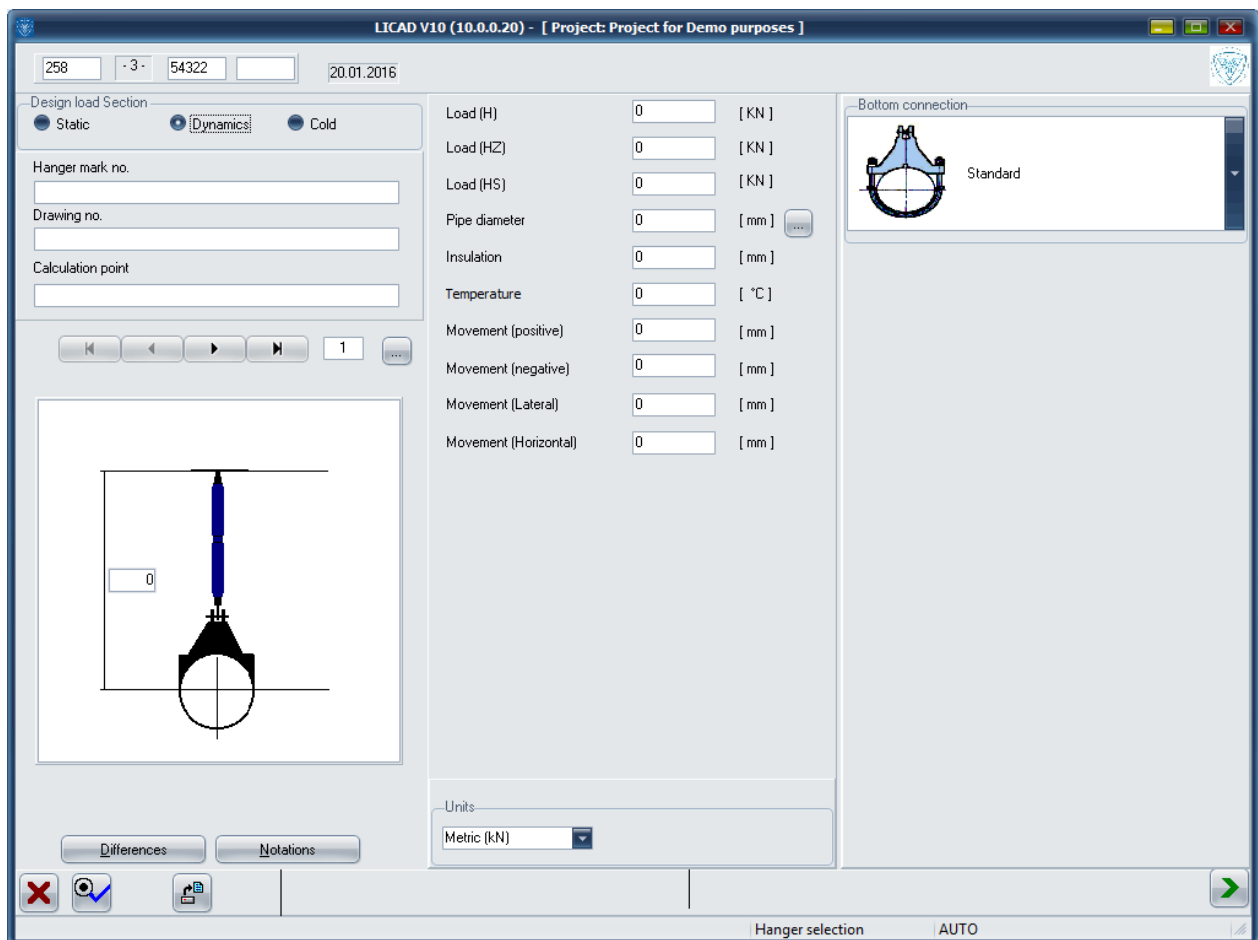 LICAD V10 (10.0.0.20) - [ Project: Project for Demo purposes ]
258 - 3 - 54322 20.01.2016
Design load Section
Static Dynamics Cold
Hanger mark no.
Drawing no.
Calculation point
1 ...
0
Differences Notations
Load (H) 0 [ KN ]
Load (HZ) 0 [ KN ]
Load (HS) 0 [ KN ]
Pipe diameter 0 [ mm ] ...
Insulation 0 [ mm ]
Temperature 0 [ °C ]
Movement (positive) 0 [ mm ]
Movement (negative) 0 [ mm ]
Movement (Lateral) 0 [ mm ]
Movement (Horizontal) 0 [ mm ]
Units
Metric (kN)
Bottom connection
Standard
Hanger selection AUTO